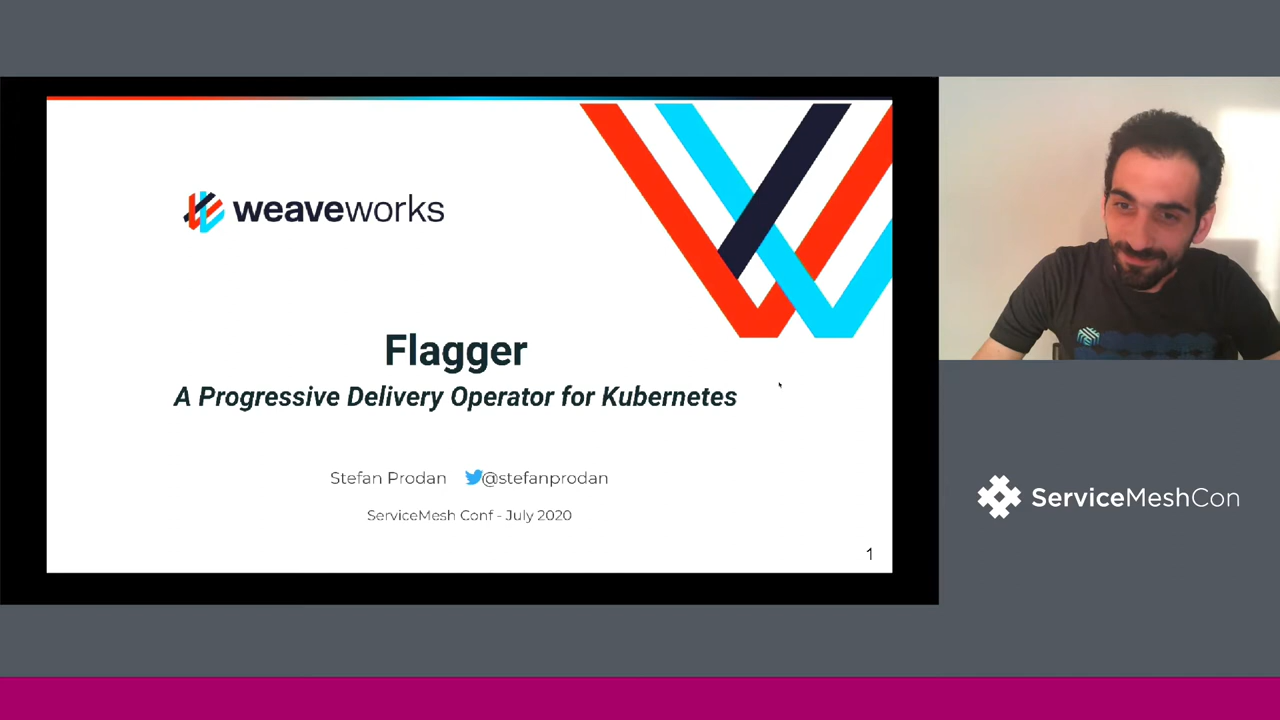 weaveworks
Flagger
A Progressive Delivery Operator for Kubernetes
Stefan Prodan @stefanprodan
ServiceMesh Conf - July 2020
1
ServiceMeshCon